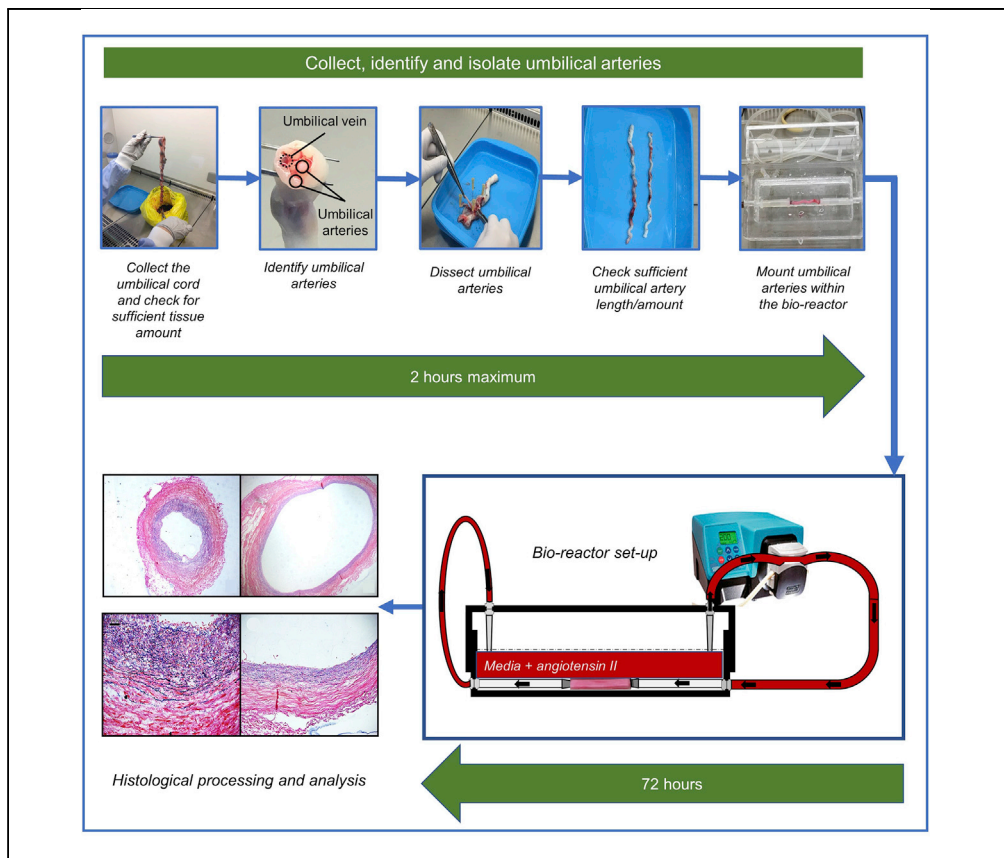 Collect, identify and isolate umbilical arteries
Umbilical vein
Umbilical
arteries
Collect the
umbilical cord
and check for
sufficient tissue
amount
Identify umbilical
arteries
Dissect umbilical
arteries
Check sufficient
umbilical artery
length/amount
Mount umbilical
arteries within
the bio-reactor
2 hours maximum
Bio-reactor set-up
Media + angiotensin II
Histological processing and analysis
72 hours